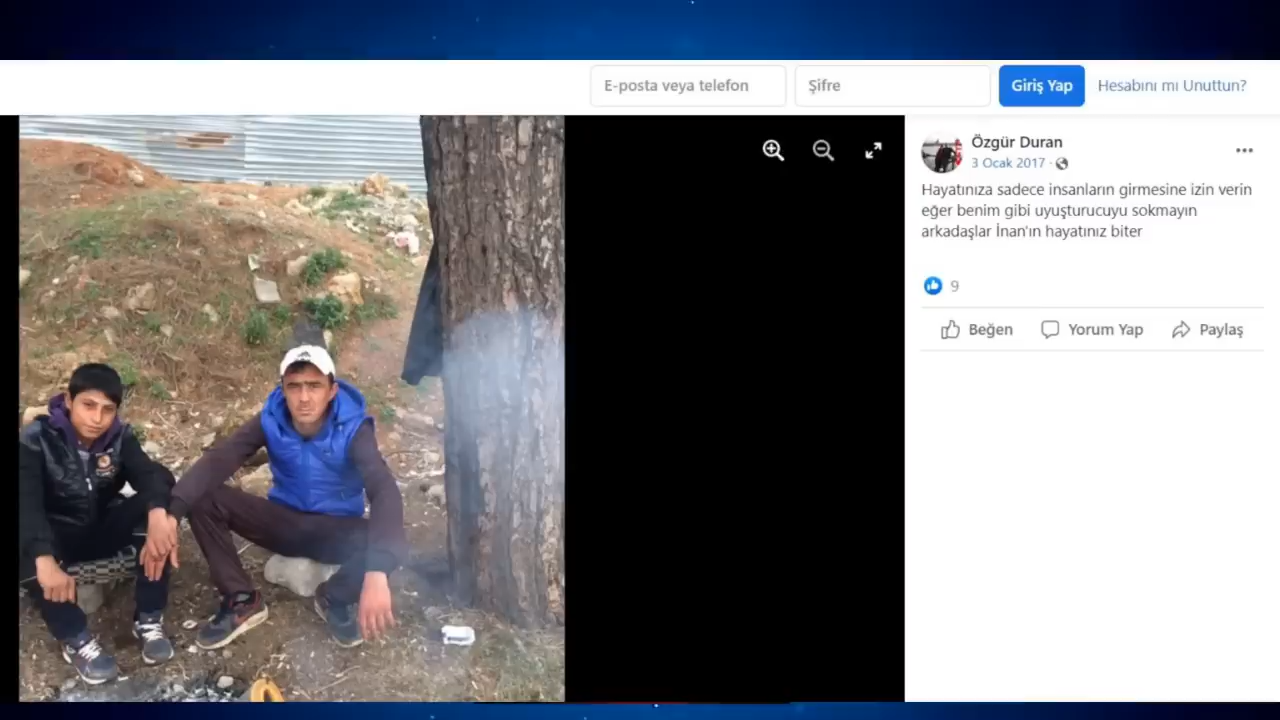 E-posta veya telefon
Şifre
Giriş Yap
Hesabını mı Unuttun?
Özgür Duran
3 Ocak 2017 ·
Hayatınıza sadece insanların girmesine izin verin
eğer benim gibi uyuşturucuyu sokmayın
arkadaşlar İnan'ın hayatınız biter
9
Beğen
Yorum Yap
Paylaş